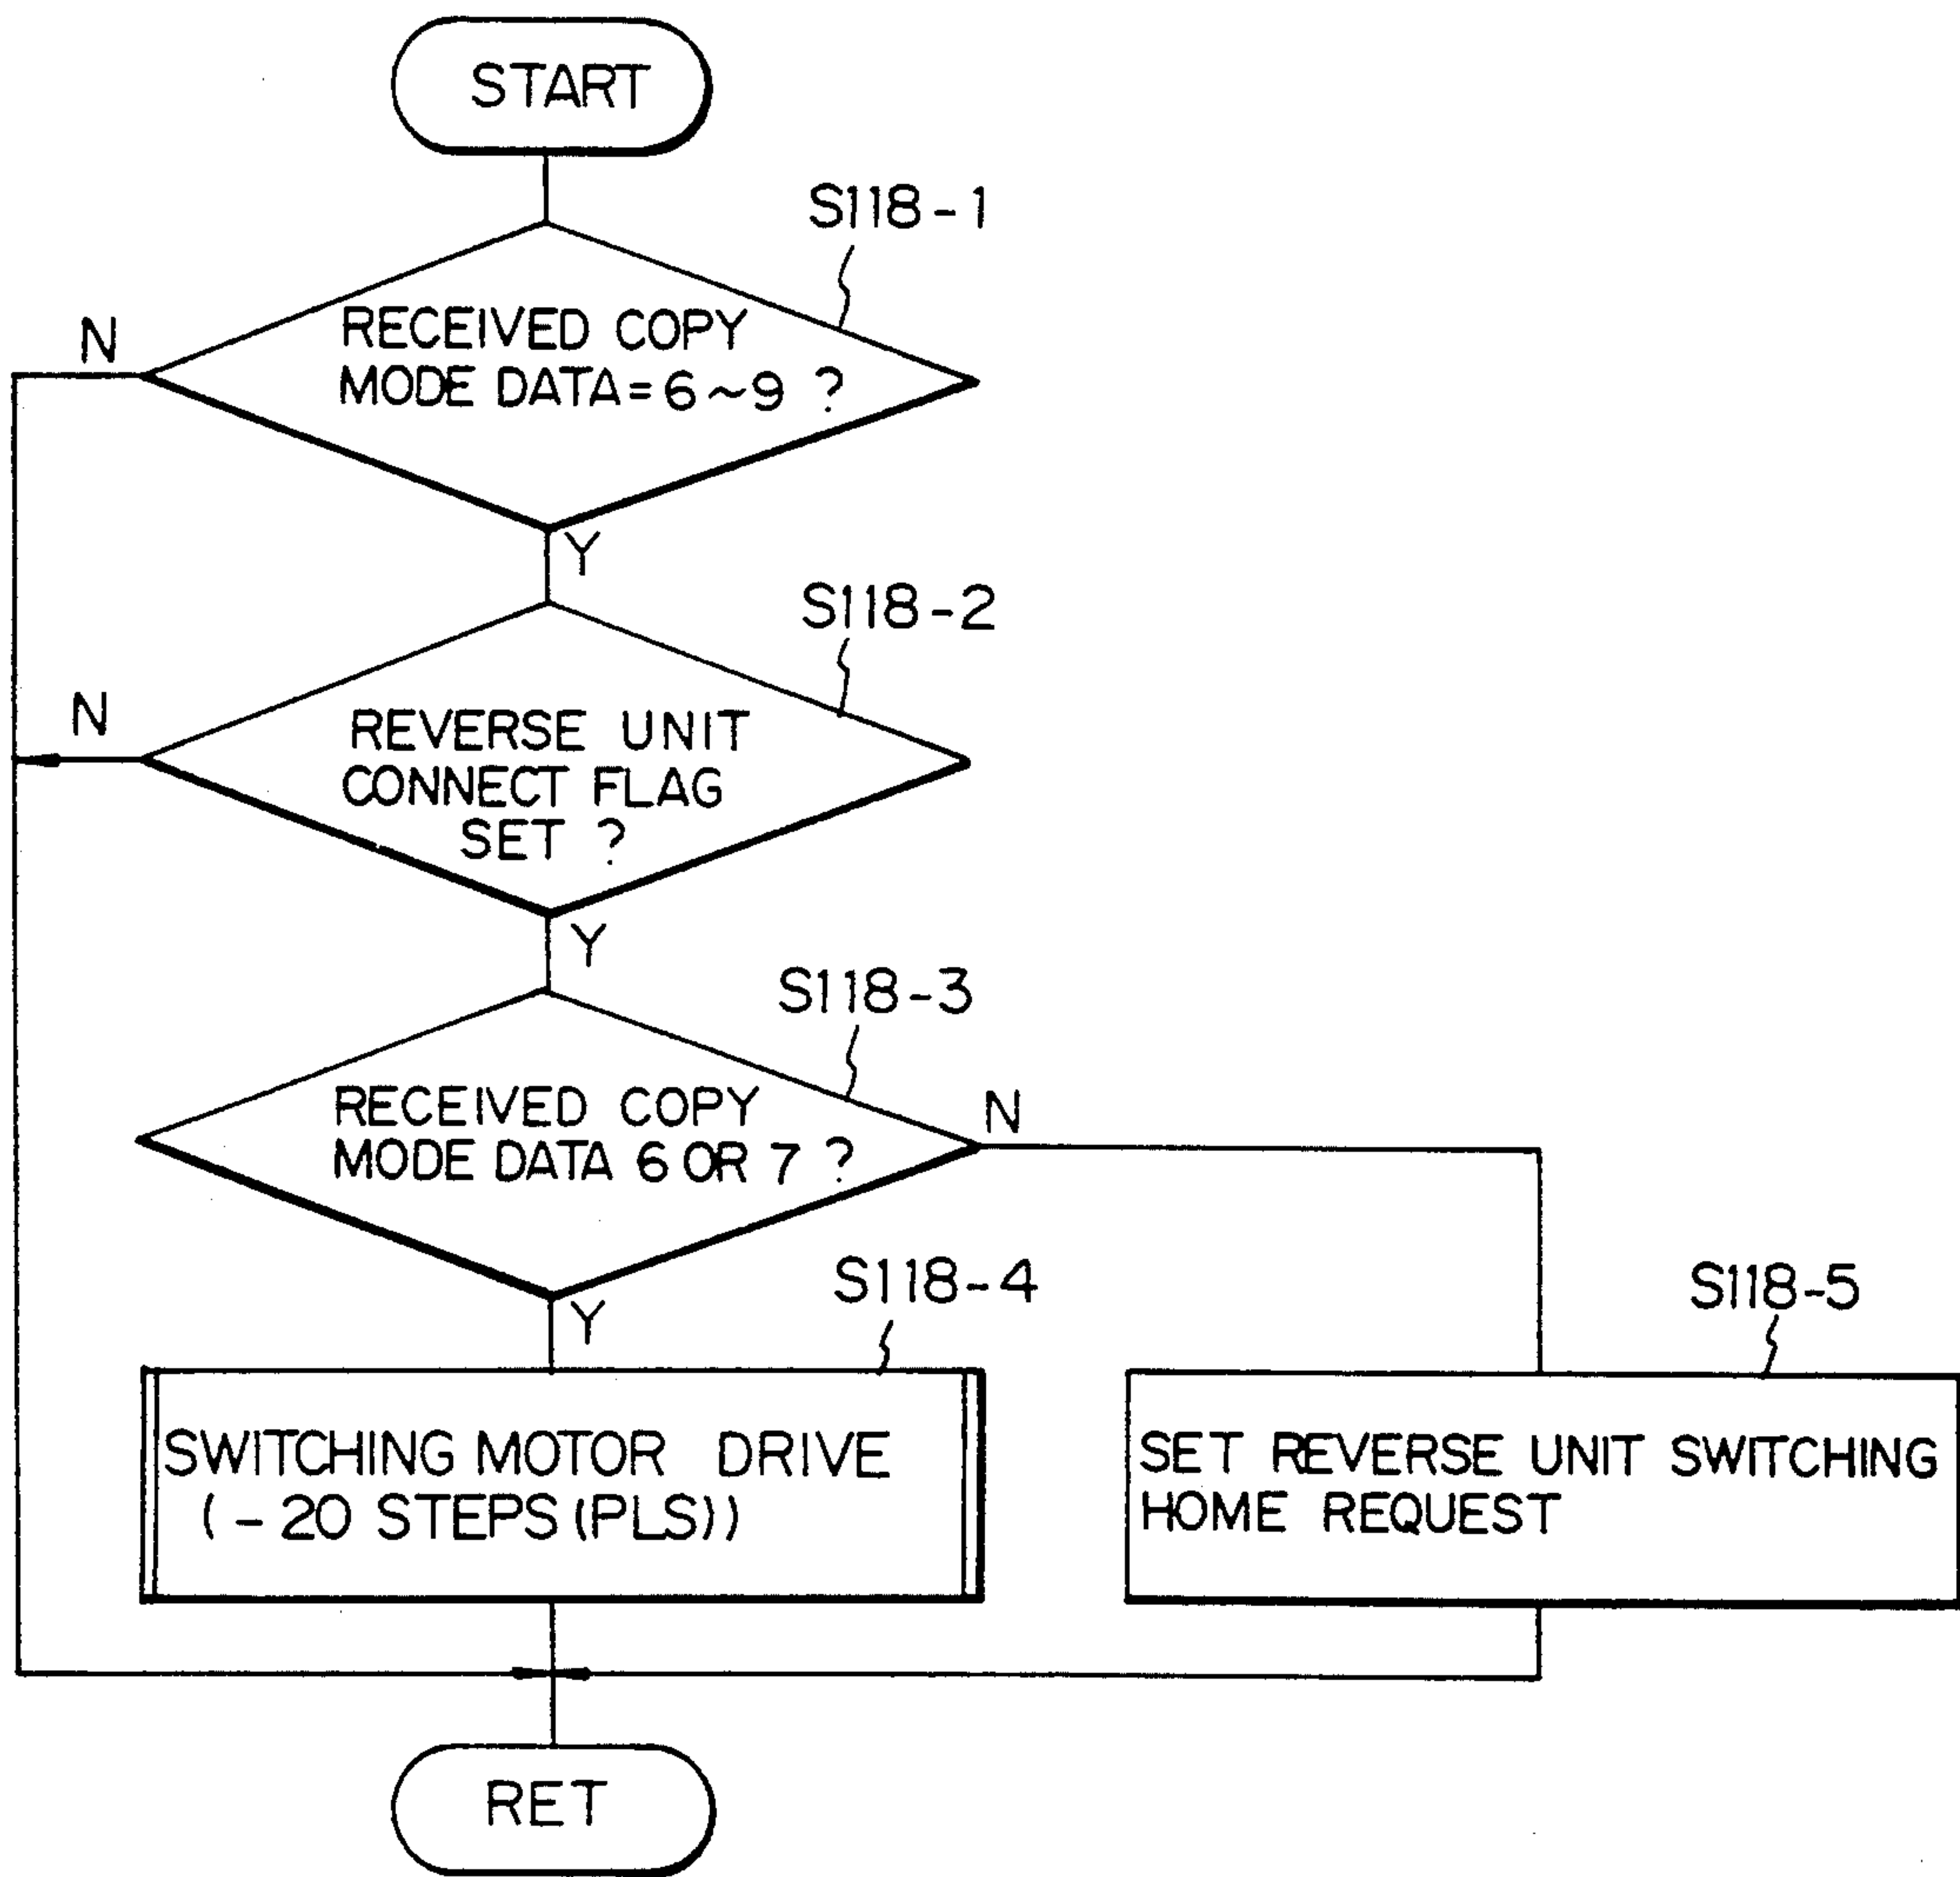 START
S118-1
RECEIVED COPY
MODE DATA=6~9 ?
N
Y
S118-2
REVERSE UNIT
CONNECT FLAG
SET ?
N
Y
S118-3
RECEIVED COPY
MODE DATA 6 OR 7 ?
N
Y
S118-4
SWITCHING MOTOR DRIVE
(-20 STEPS (PLS))
S118-5
SET REVERSE UNIT SWITCHING
HOME REQUEST
RET